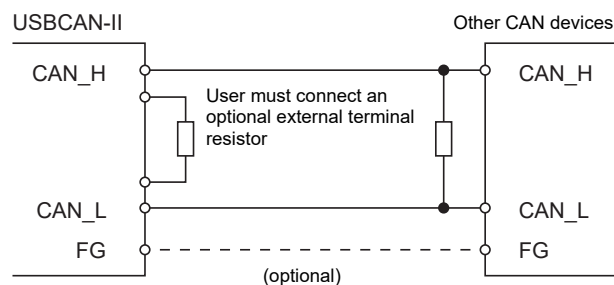 USBCAN-II
Other CAN devices
CAN_H
CAN_H
User must connect an
optional external terminal
resistor
CAN_L
CAN_L
FG
FG
(optional)